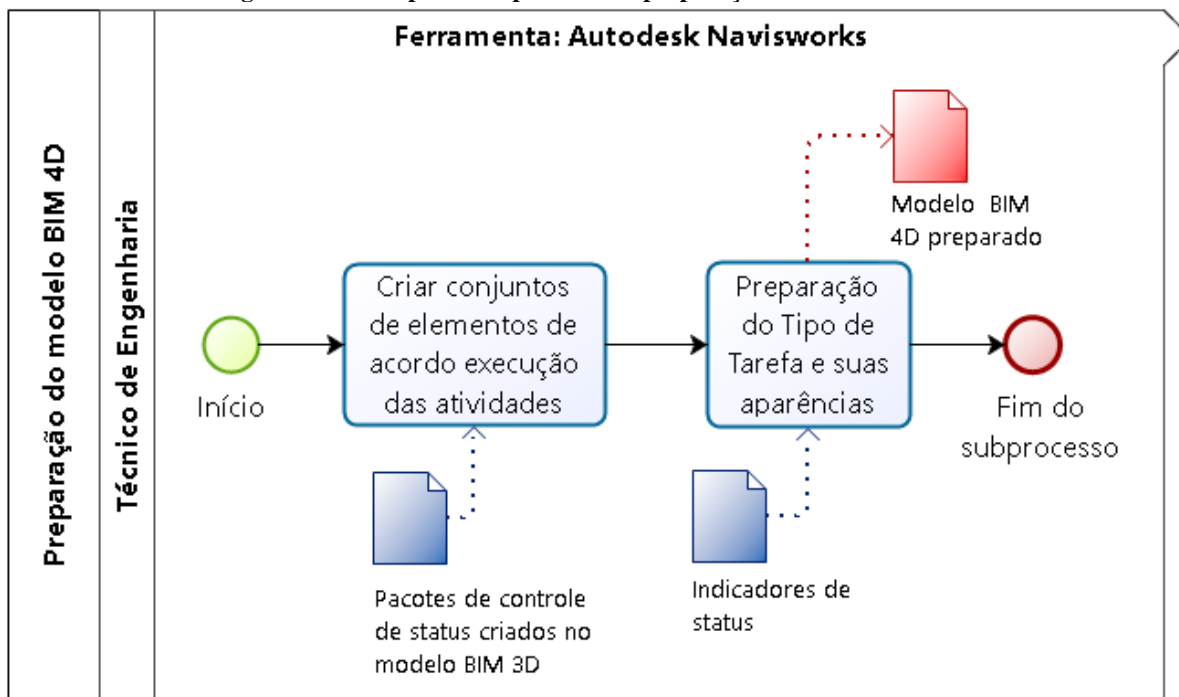 Ferramenta: Autodesk Navisworks
Preparação do modelo BIM 4D
Técnico de Engenharia
Início
Criar conjuntos
de elementos de
acordo execução
das atividades
Pacotes de controle
de status criados no
modelo BIM 3D
Preparação
do Tipo de
Tarefa e suas
aparências
Indicadores de
status
Modelo BIM
4D preparado
Fim do
subprocesso